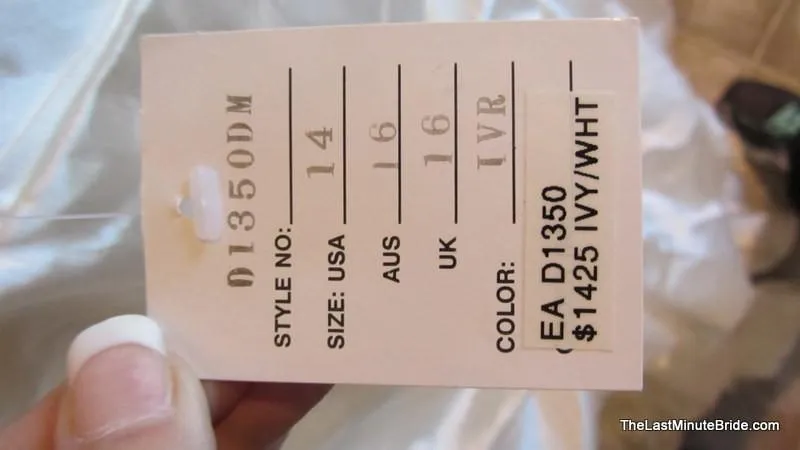 D1350DM
STYLE NO:
SIZE: USA 14
AUS 16
UK 16
COLOR: IVR
EA D1350
$1425 IVY/WHT
TheLastMinuteBride.com